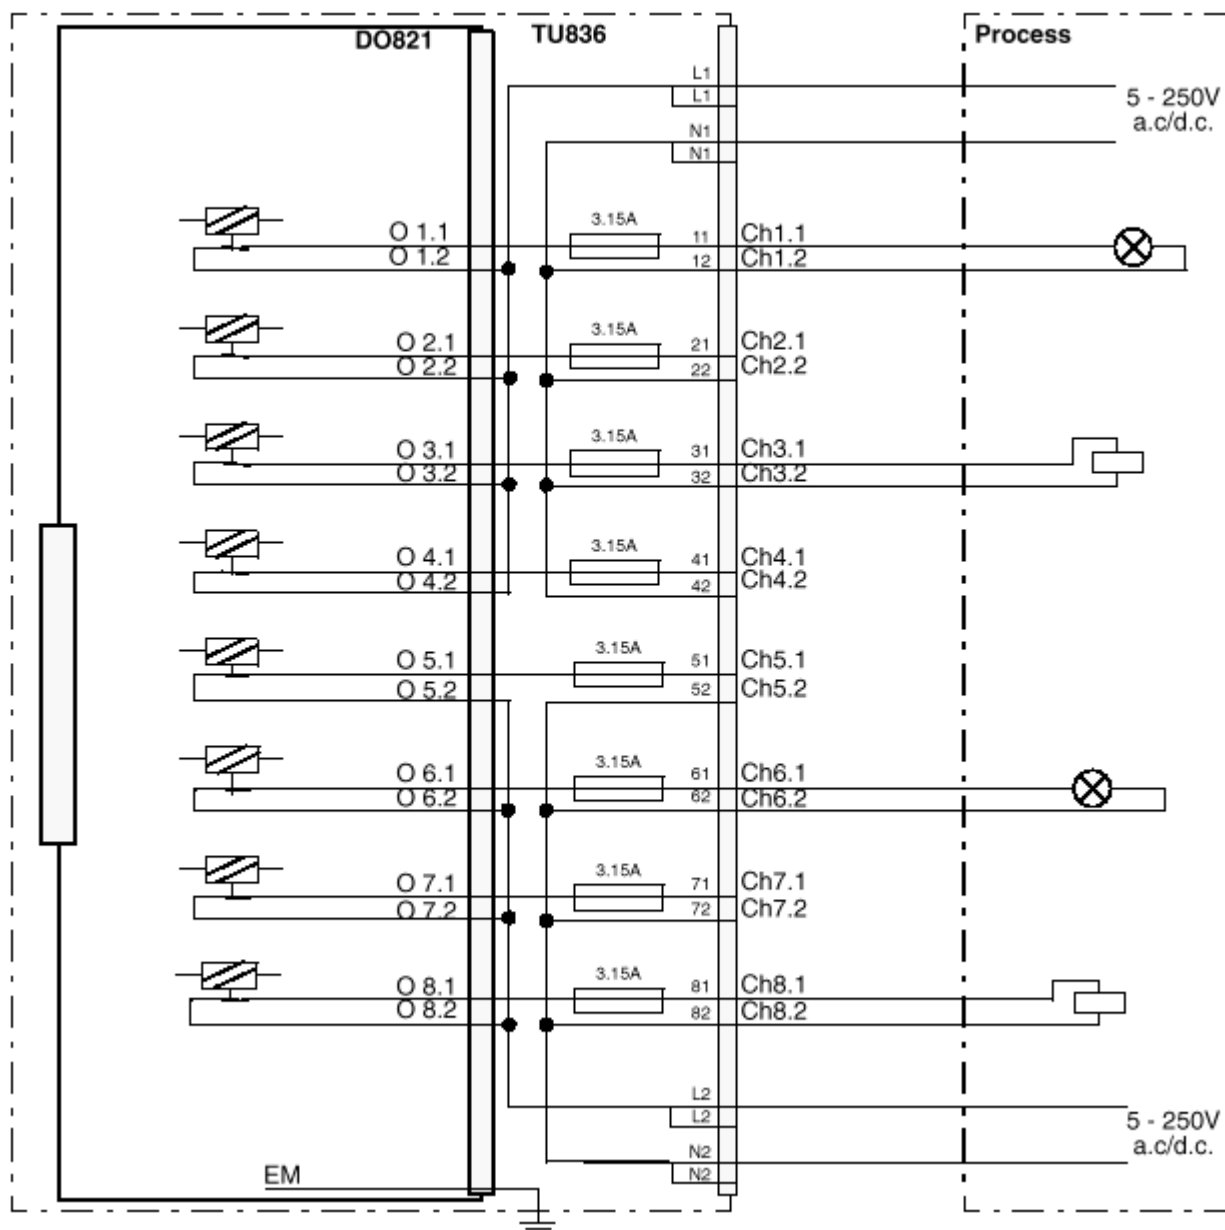 DO821 TU836 Process
L1
L1
5 - 250V
a.c/d.c.
N1
N1
3.15A
O 1.1 11 Ch1.1
O 1.2 12 Ch1.2
3.15A
O 2.1 21 Ch2.1
O 2.2 22 Ch2.2
3.15A
O 3.1 31 Ch3.1
O 3.2 32 Ch3.2
3.15A
O 4.1 41 Ch4.1
O 4.2 42 Ch4.2
3.15A
O 5.1 51 Ch5.1
O 5.2 52 Ch5.2
3.15A
O 6.1 61 Ch6.1
O 6.2 62 Ch6.2
3.15A
O 7.1 71 Ch7.1
O 7.2 72 Ch7.2
3.15A
O 8.1 81 Ch8.1
O 8.2 82 Ch8.2
L2
L2
5 - 250V
a.c/d.c.
N2
N2
EM